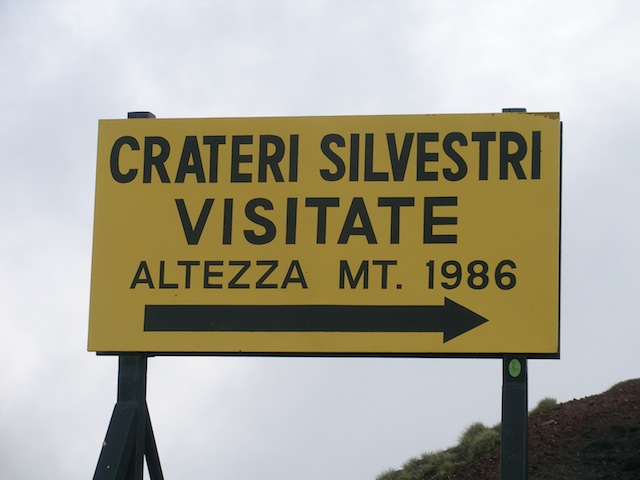 CRATERI SILVESTRI
VISITATE
ALTEZZA MT. 1986